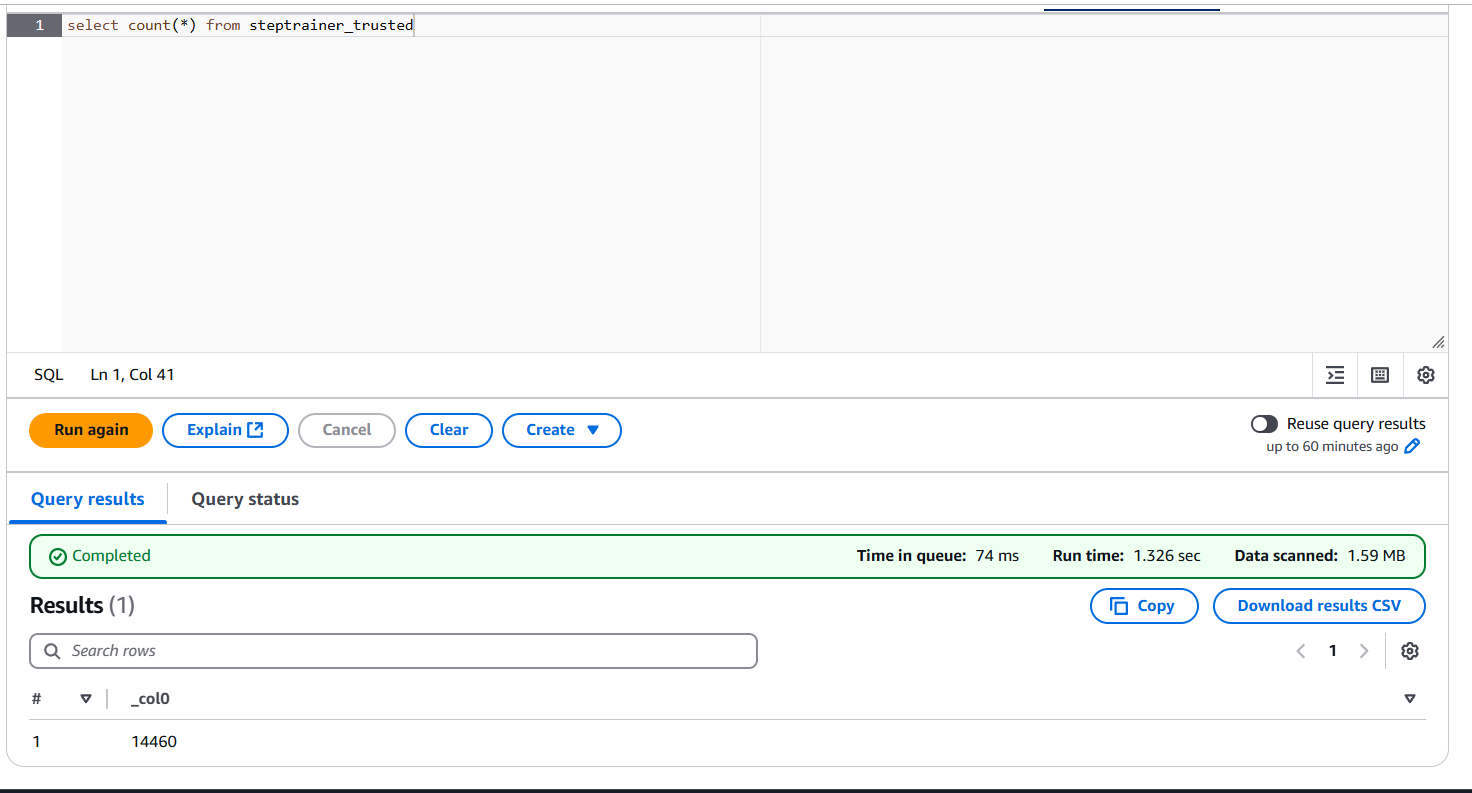 1 select count(*) from steptrainer_trusted
SQL Ln 1, Col 41
Run again Explain Cancel Clear Create Reuse query results
up to 60 minutes ago
Query results Query status
Completed Time in queue: 74 ms Run time: 1.326 sec Data scanned: 1.59 MB
Results (1) Copy Download results CSV
Search rows 1
# _col0
1 14460